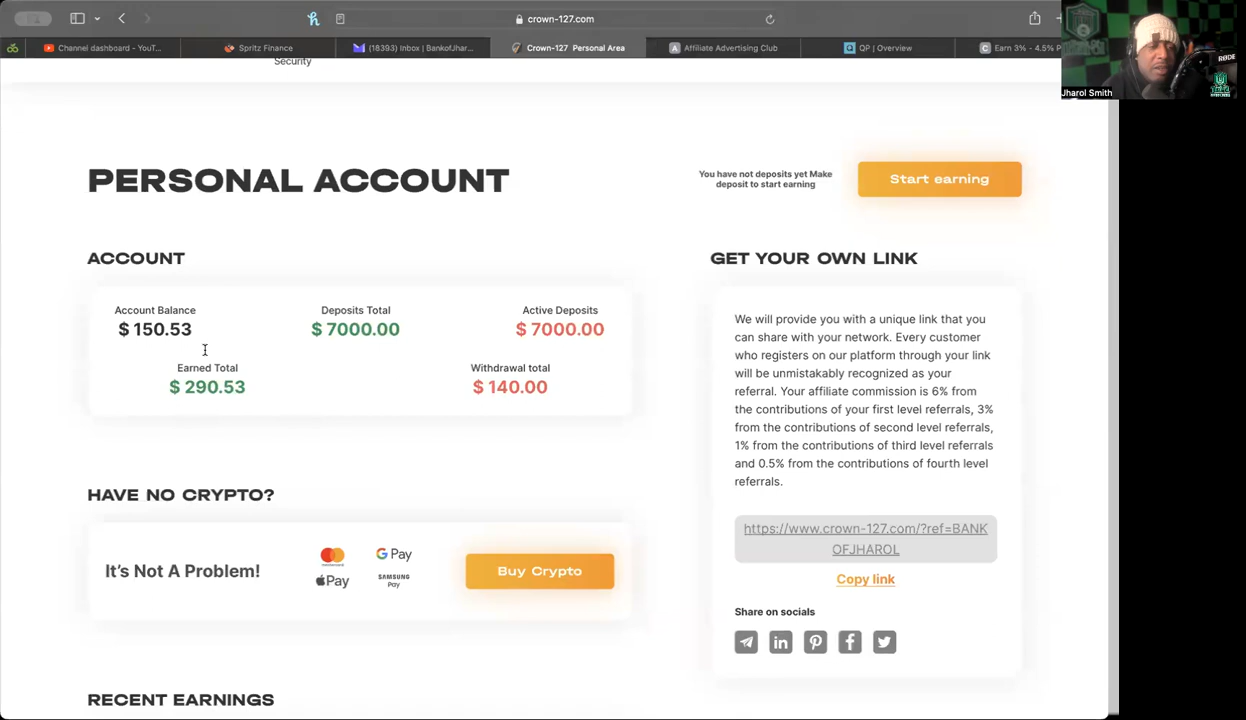 crown-127.com
Channel dashboard - YouT...
Spritz Finance
(18393) Inbox | BankofJhar...
Crown-127 Personal Area
Affiliate Advertising Club
QP | Overview
Earn 3% - 4.5% P
RØDE
Jharol Smith
Security
PERSONAL ACCOUNT
You have not deposits yet Make
deposit to start earning
Start earning
ACCOUNT
Account Balance
$ 150.53
Deposits Total
$ 7000.00
Active Deposits
$ 7000.00
Earned Total
$ 290.53
Withdrawal total
$ 140.00
HAVE NO CRYPTO?
It's Not A Problem!
G Pay
Pay
SAMSUNG
Pay
Buy Crypto
RECENT EARNINGS
GET YOUR OWN LINK
We will provide you with a unique link that you
can share with your network. Every customer
who registers on our platform through your link
will be unmistakably recognized as your
referral. Your affiliate commission is 6% from
the contributions of your first level referrals, 3%
from the contributions of second level referrals,
1% from the contributions of third level referrals
and 0.5% from the contributions of fourth level
referrals.
https://www.crown-127.com/?ref=BANK
OFJHAROL
Copy link
Share on socials